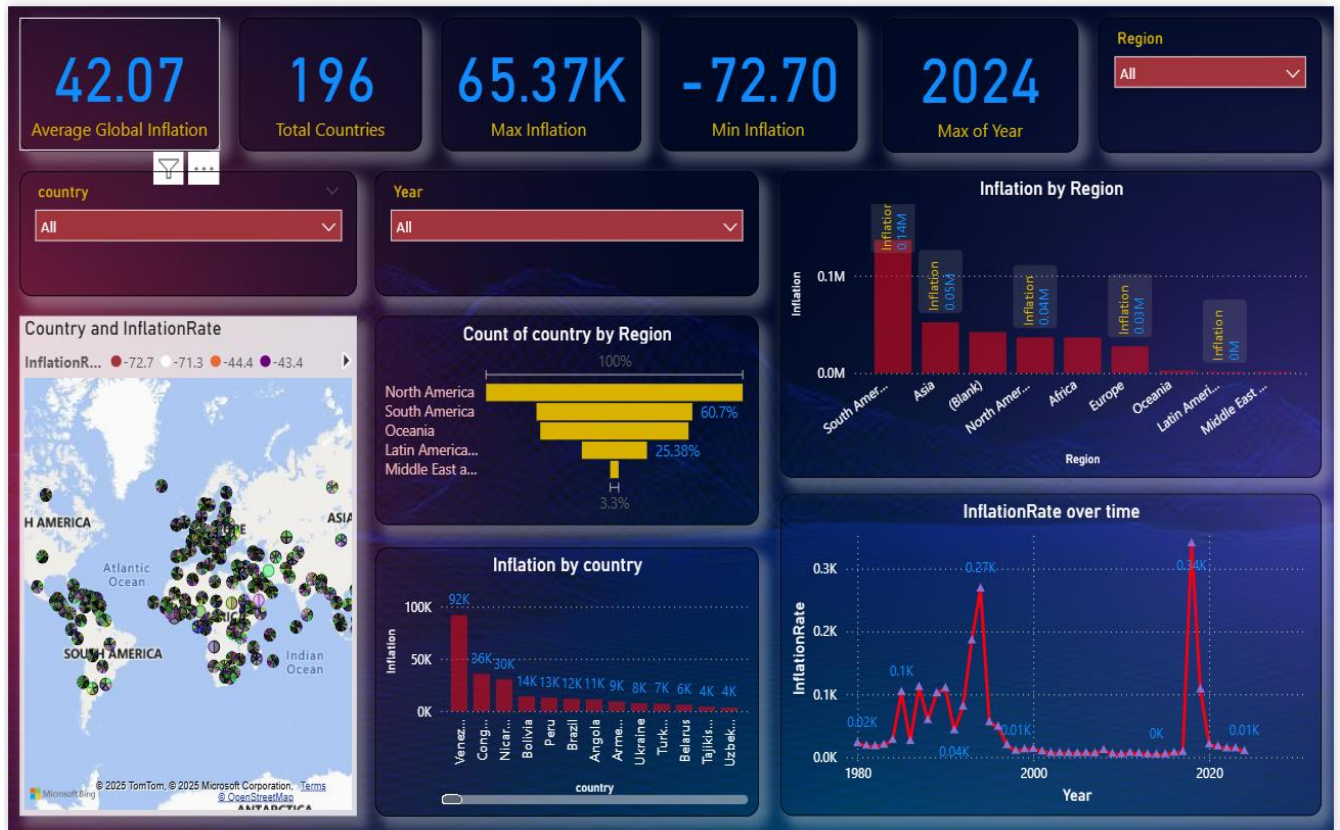 42.07
Average Global Inflation
196
Total Countries
65.37K
Max Inflation
-72.70
Min Inflation
2024
Max of Year
Region
All
country
All
Year
All
Country and InflationRate
InflationR... -72.7 -71.3 -44.4 -43.4
H AMERICA
ASIA
Atlantic
Ocean
SOUTH AMERICA
Indian
Ocean
Microsoft Bing
© 2025 TomTom, © 2025 Microsoft Corporation, Terms
© OpenStreetMap
ANTARCTICA
Count of country by Region
100%
North America
South America
60.7%
Oceania
Latin America...
25.38%
Middle East a...
3.3%
Inflation by country
Inflation
100K
50K
0K
92K
36K
30K
14K
13K
12K
11K
9K
8K
7K
6K
4K
4K
Venez...
Cong...
Nicar...
Bolivia
Peru
Brazil
Angola
Arme...
Ukraine
Turk...
Belarus
Tajikis...
Uzbek...
country
Inflation by Region
Inflation
0.1M
0.0M
Inflation
0.14M
Inflation
0.05M
Inflation
0.04M
Inflation
0.03M
Inflation
0M
South Amer...
Asia
(Blank)
North Amer...
Africa
Europe
Oceania
Latin Ameri...
Middle East ...
Region
InflationRate over time
InflationRate
0.3K
0.2K
0.1K
0.0K
0.02K
0.1K
0.04K
0.27K
0.01K
0K
0.34K
0.01K
1980
2000
2020
Year